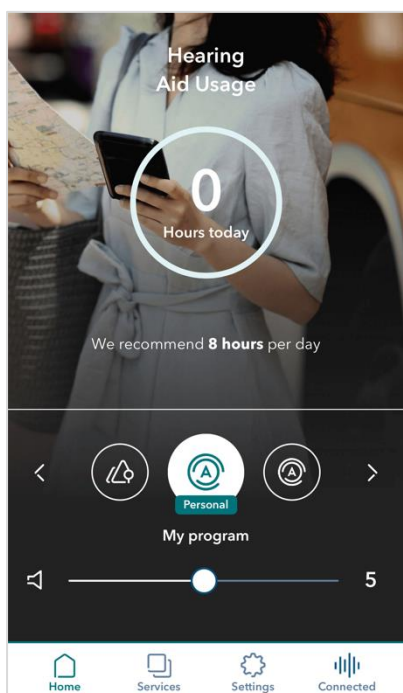 Hearing
Aid Usage
0
Hours today
We recommend 8 hours per day
A
A
Personal
My program
5
Home
Services
Settings
Connected